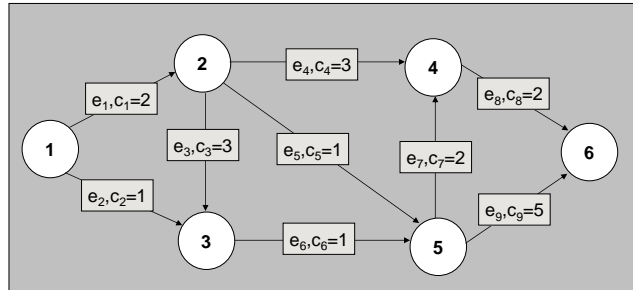 2
e₄,c₄=3
4
e₁,c₁=2
e₈,c₈=2
1
e₃,c₃=3
e₅,c₅=1
e₇,c₇=2
6
e₂,c₂=1
e₉,c₉=5
3
e₆,c₆=1
5